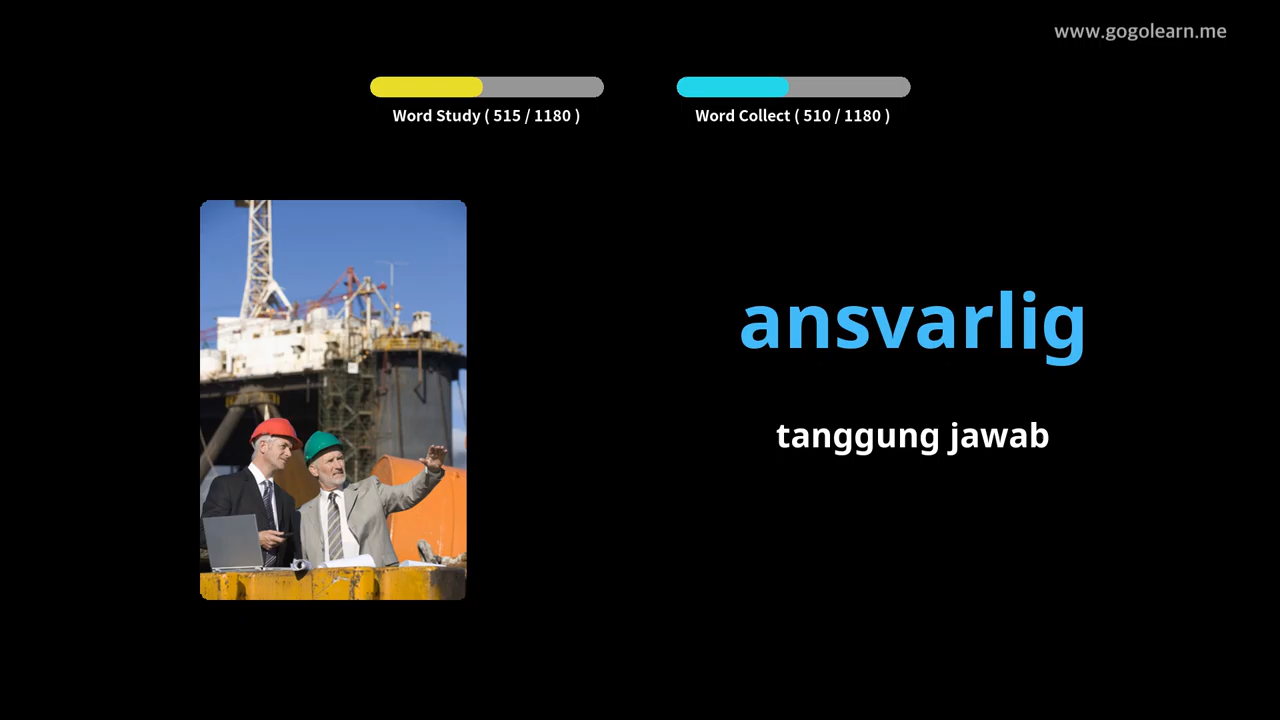 www.gogolearn.me
Word Study ( 515 / 1180 )
Word Collect ( 510 / 1180 )
ansvarlig
tanggung jawab